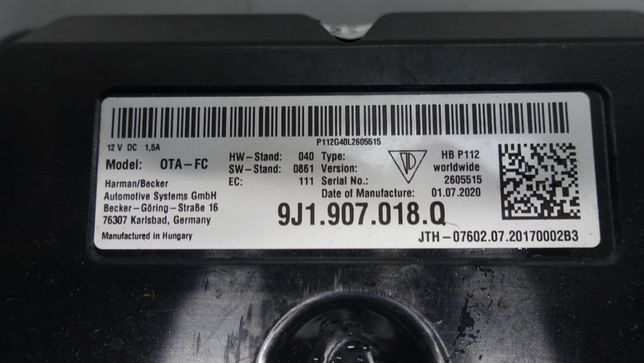 P112G40L2605515
12 V DC 1,5A
Model: OTA-FC
HW-Stand: 040
SW-Stand: 0861
EC: 111
Type: HB P112
Version: worldwide
Serial No.: 2605515
Date of Manufacture: 01.07.2020
Harman/Becker
Automotive Systems GmbH
Becker-Göring-Straße 16
76307 Karlsbad, Germany
Manufactured in Hungary
9J1.907.018.Q
JTH-07602.07.20170002B3